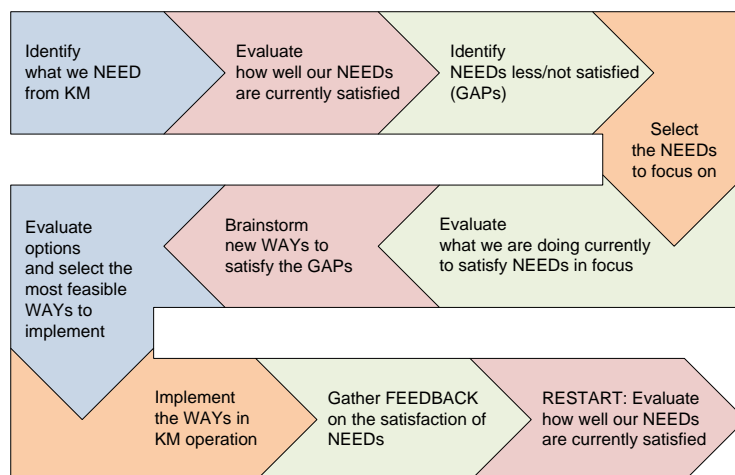 Identify
what we NEED
from KM
Evaluate
how well our NEEDs
are currently satisfied
Identify
NEEDs less/not satisfied
(GAPs)
Select
the NEEDs
to focus on
Evaluate
what we are doing currently
to satisfy NEEDs in focus
Brainstorm
new WAYs to
satisfy the GAPs
Evaluate
options
and select the
most feasible
WAYs to
implement
Implement
the WAYs in
KM operation
Gather FEEDBACK
on the satisfaction of
NEEDs
RESTART: Evaluate
how well our NEEDs
are currently satisfied